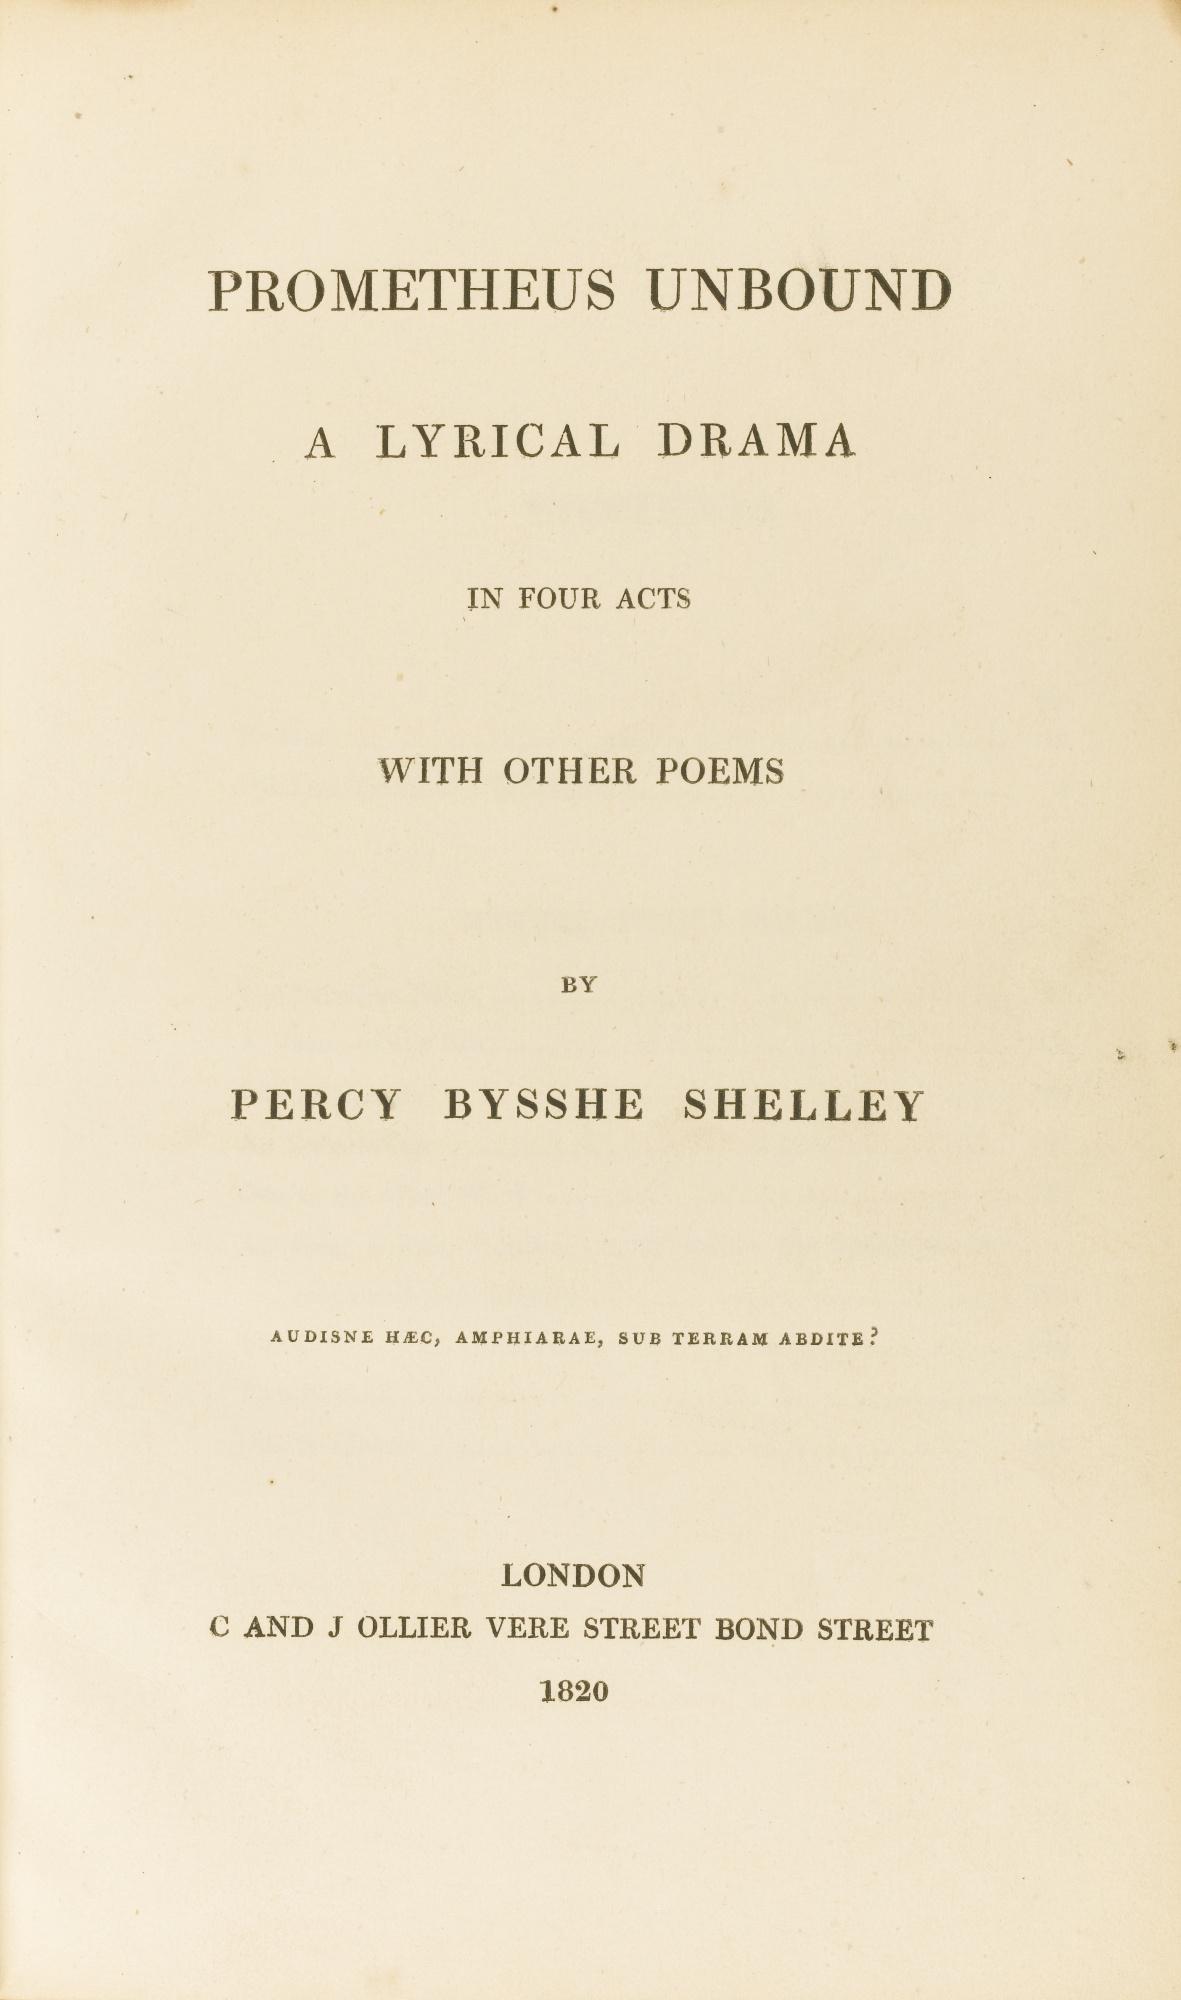 PROMETHEUS UNBOUND
A LYRICAL DRAMA
IN FOUR ACTS
WITH OTHER POEMS
BY
PERCY BYSSHE SHELLEY
AUDISNE HÆC, AMPHIARAE, SUB TERRAM ABDITE?
LONDON
C AND J OLLIER VERE STREET BOND STREET
1820